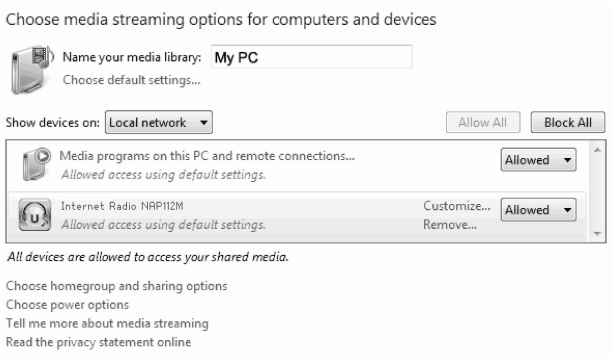 Choose media streaming options for computers and devices
Name your media library: My PC
Choose default settings...
Show devices on: Local network Allow All Block All
Media programs on this PC and remote connections... Allowed
Allowed access using default settings.
Internet Radio NAP112M Customize... Allowed
Allowed access using default settings. Remove...
All devices are allowed to access your shared media.
Choose homegroup and sharing options
Choose power options
Tell me more about media streaming
Read the privacy statement online